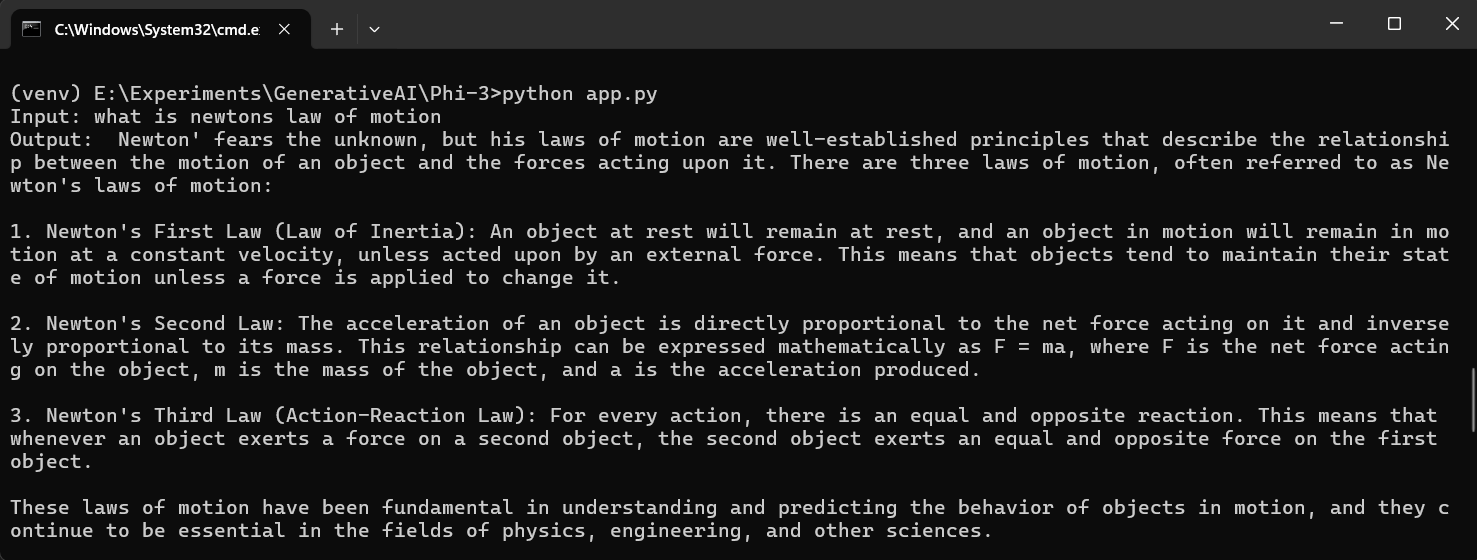 C:\Windows\System32\cmd.e
(venv) E:\Experiments\GenerativeAI\Phi-3>python app.py
Input: what is newtons law of motion
Output:  Newton' fears the unknown, but his laws of motion are well-established principles that describe the relationshi
p between the motion of an object and the forces acting upon it. There are three laws of motion, often referred to as Ne
wton's laws of motion:
1. Newton's First Law (Law of Inertia): An object at rest will remain at rest, and an object in motion will remain in mo
tion at a constant velocity, unless acted upon by an external force. This means that objects tend to maintain their stat
e of motion unless a force is applied to change it.
2. Newton's Second Law: The acceleration of an object is directly proportional to the net force acting on it and inverse
ly proportional to its mass. This relationship can be expressed mathematically as F = ma, where F is the net force actin
g on the object, m is the mass of the object, and a is the acceleration produced.
3. Newton's Third Law (Action-Reaction Law): For every action, there is an equal and opposite reaction. This means that
whenever an object exerts a force on a second object, the second object exerts an equal and opposite force on the first
object.
These laws of motion have been fundamental in understanding and predicting the behavior of objects in motion, and they c
ontinue to be essential in the fields of physics, engineering, and other sciences.